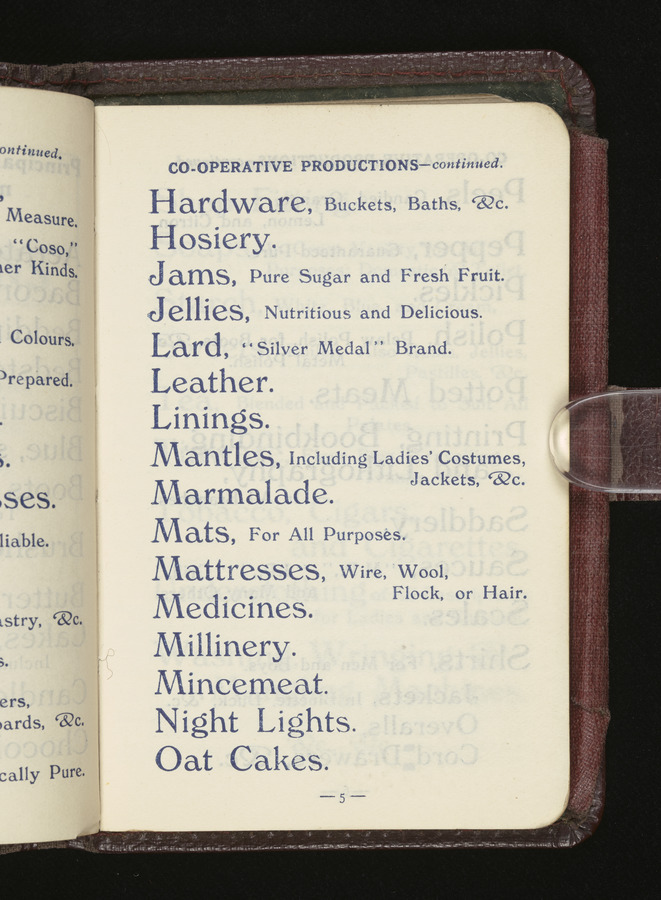 ontinued.
Measure.
"Coso,"
er Kinds.
Colours.
Prepared.
sses.
liable.
astry, &c.
ers,
ards, &c.
cally Pure.
CO-OPERATIVE PRODUCTIONS—continued.
Hardware, Buckets, Baths, &c.
Hosiery.
Jams, Pure Sugar and Fresh Fruit.
Jellies, Nutritious and Delicious.
Lard, "Silver Medal" Brand.
Leather.
Linings.
Mantles, Including Ladies' Costumes,
Jackets, &c.
Marmalade.
Mats, For All Purposes.
Mattresses, Wire, Wool,
Flock, or Hair.
Medicines.
Millinery.
Mincemeat.
Night Lights.
Oat Cakes.
— 5 —